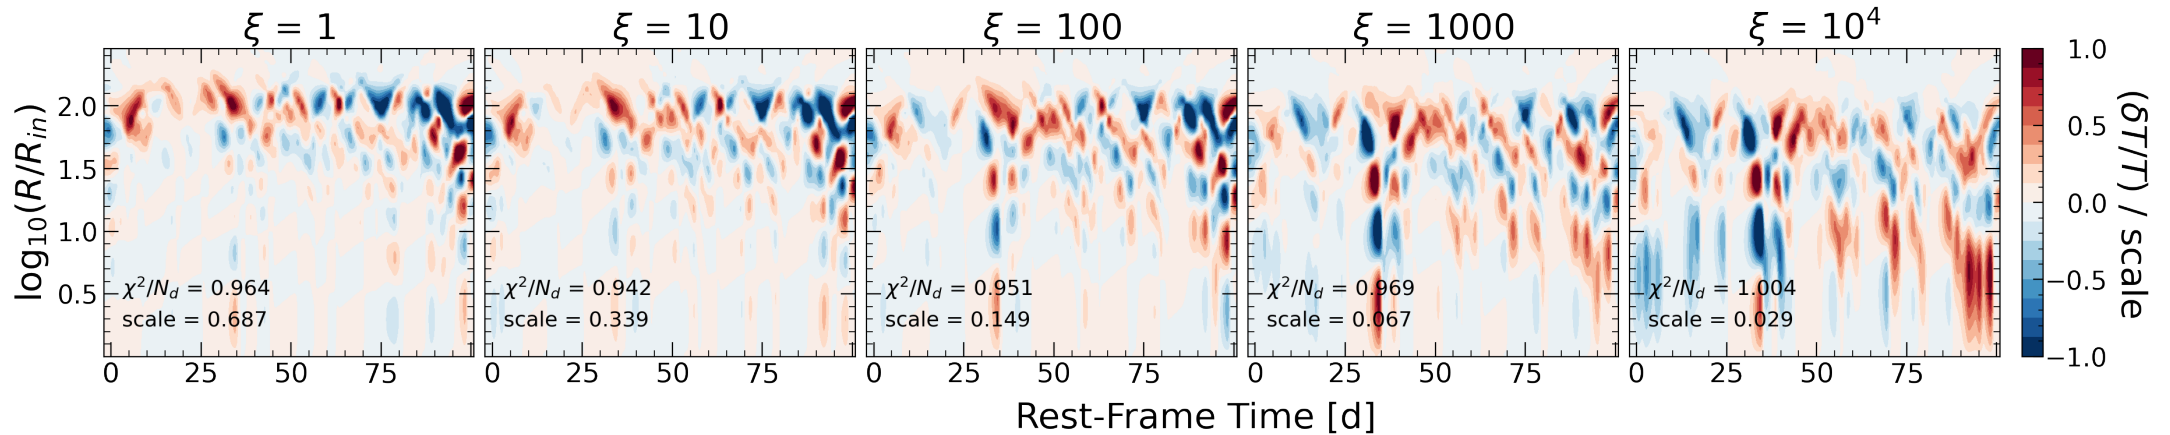 ξ = 1
ξ = 10
ξ = 100
ξ = 1000
ξ = 10⁴
log₁₀(R/R_in)
2.0
1.5
1.0
0.5
χ²/N_d = 0.964
scale = 0.687
χ²/N_d = 0.942
scale = 0.339
χ²/N_d = 0.951
scale = 0.149
χ²/N_d = 0.969
scale = 0.067
χ²/N_d = 1.004
scale = 0.029
0 25 50 75
0 25 50 75
0 25 50 75
0 25 50 75
0 25 50 75
Rest-Frame Time [d]
1.0
0.5
0.0
−0.5
−1.0
(δT/T) / scale